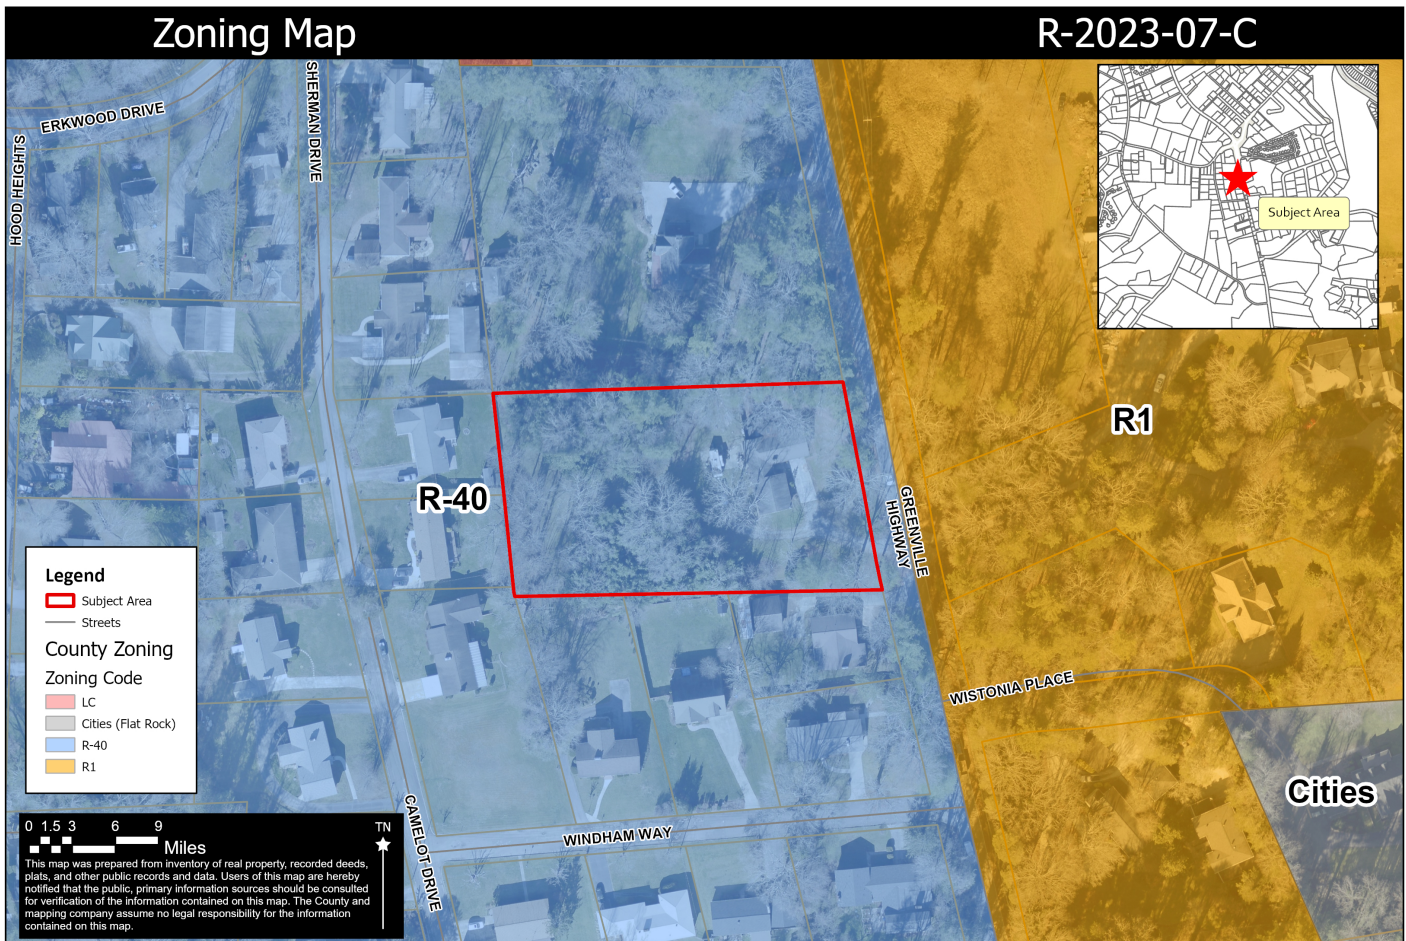 Zoning Map
R-2023-07-C
ERKWOOD DRIVE
SHERMAN DRIVE
HOOD HEIGHTS
Subject Area
R1
R-40
GREENVILLE
HIGHWAY
Legend
Subject Area
Streets
County Zoning
Zoning Code
LC
Cities (Flat Rock)
R-40
R1
WISTONIA PLACE
Cities
CAMELOT DRIVE
WINDHAM WAY
0 1.5 3 6 9
Miles
TN
This map was prepared from inventory of real property, recorded deeds,
plats, and other public records and data. Users of this map are hereby
notified that the public, primary information sources should be consulted
for verification of the information contained on this map. The County and
mapping company assume no legal responsibility for the information
contained on this map.